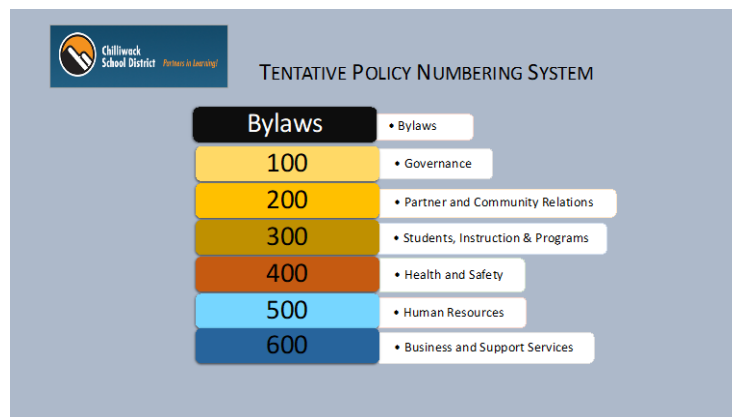 Chilliwack
School District Partners in Learning!
TENTATIVE POLICY NUMBERING SYSTEM
Bylaws • Bylaws
100 • Governance
200 • Partner and Community Relations
300 • Students, Instruction & Programs
400 • Health and Safety
500 • Human Resources
600 • Business and Support Services